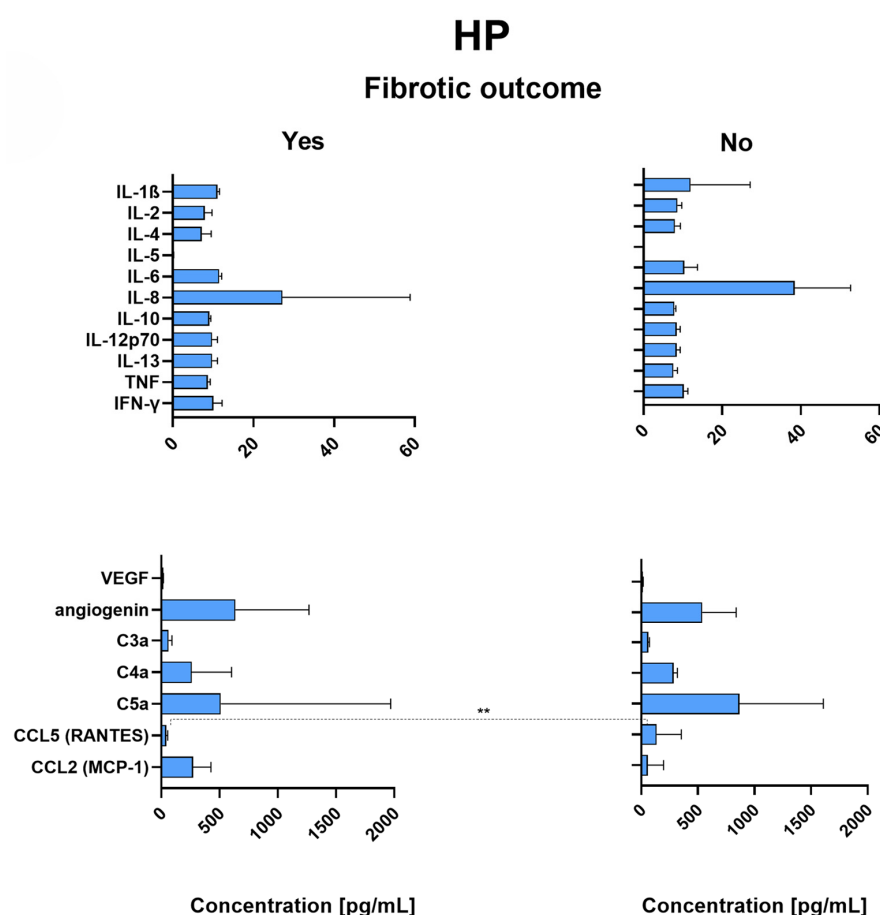 HP
Fibrotic outcome
Yes
No
IL-1ß
IL-2
IL-4
IL-5
IL-6
IL-8
IL-10
IL-12p70
IL-13
TNF
IFN-γ
0 20 40 60
0 20 40 60
VEGF
angiogenin
C3a
C4a
C5a
**
CCL5 (RANTES)
CCL2 (MCP-1)
0 500 1000 1500 2000
0 500 1000 1500 2000
Concentration [pg/mL]
Concentration [pg/mL]